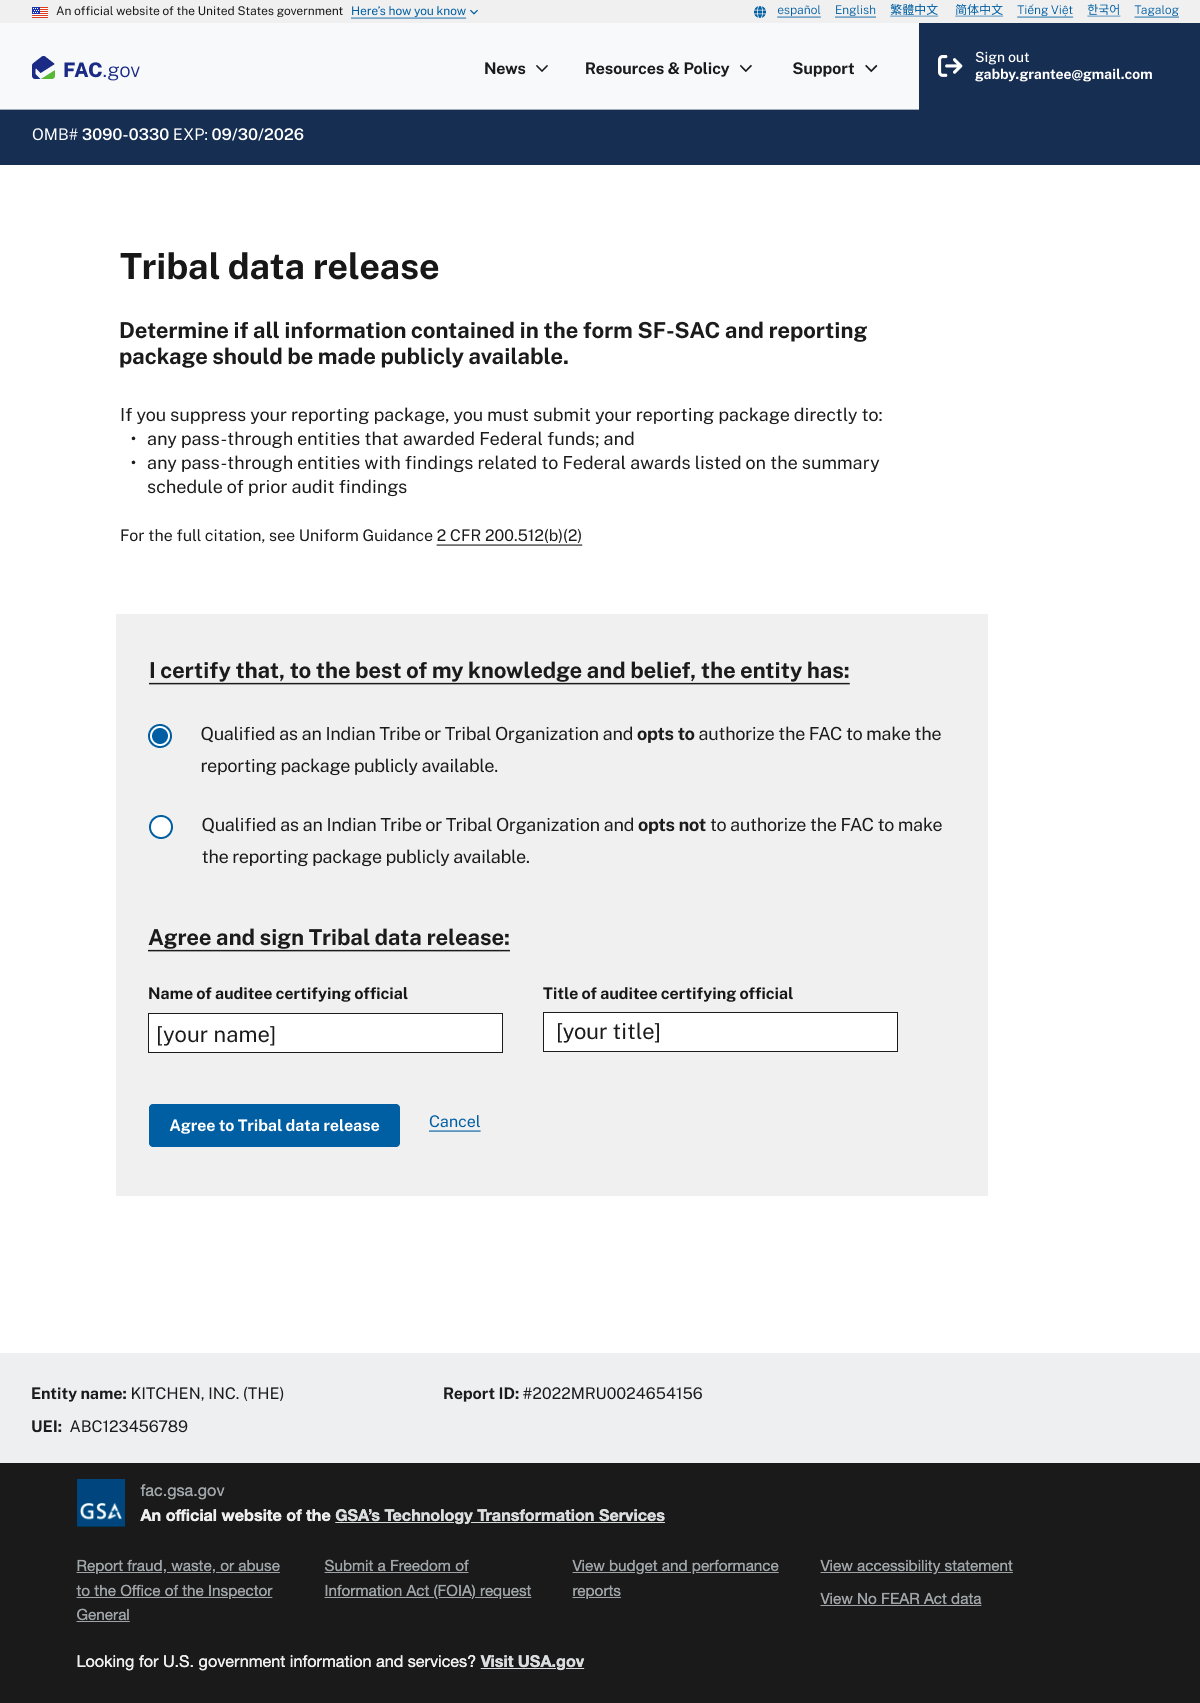 An official website of the United States government Here's how you know
español English 繁體中文 简体中文 Tiếng Việt 한국어 Tagalog
FAC.gov
News
Resources & Policy
Support
Sign out
gabby.grantee@gmail.com
OMB# 3090-0330 EXP: 09/30/2026
Tribal data release
Determine if all information contained in the form SF-SAC and reporting
package should be made publicly available.
If you suppress your reporting package, you must submit your reporting package directly to:
• any pass-through entities that awarded Federal funds; and
• any pass-through entities with findings related to Federal awards listed on the summary
schedule of prior audit findings
For the full citation, see Uniform Guidance 2 CFR 200.512(b)(2)
I certify that, to the best of my knowledge and belief, the entity has:
Qualified as an Indian Tribe or Tribal Organization and opts to authorize the FAC to make the
reporting package publicly available.
Qualified as an Indian Tribe or Tribal Organization and opts not to authorize the FAC to make
the reporting package publicly available.
Agree and sign Tribal data release:
Name of auditee certifying official
[your name]
Title of auditee certifying official
[your title]
Agree to Tribal data release
Cancel
Entity name: KITCHEN, INC. (THE)
Report ID: #2022MRU0024654156
UEI: ABC123456789
GSA
fac.gsa.gov
An official website of the GSA's Technology Transformation Services
Report fraud, waste, or abuse
to the Office of the Inspector
General
Submit a Freedom of
Information Act (FOIA) request
View budget and performance
reports
View accessibility statement
View No FEAR Act data
Looking for U.S. government information and services? Visit USA.gov